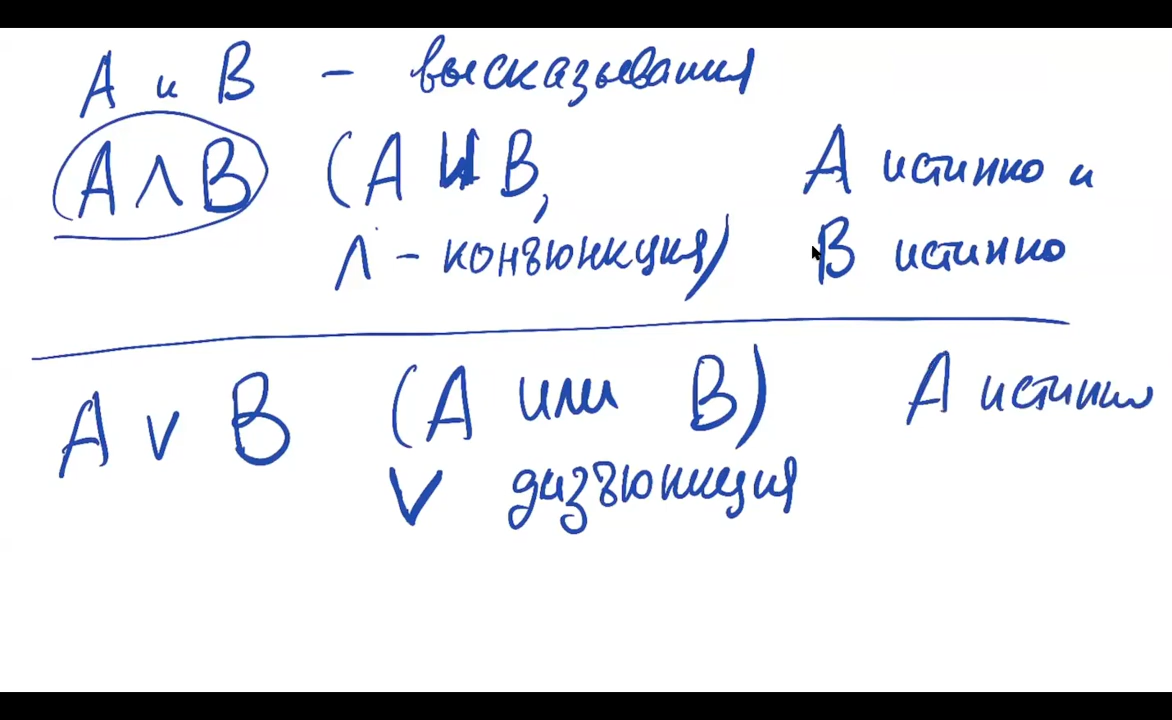 А и В - высказывания
А ∧ В (А И В, А истинно и
∧ - конъюнкция) В истинно
А ∨ В (А или В) А истинно
∨ дизъюнкция